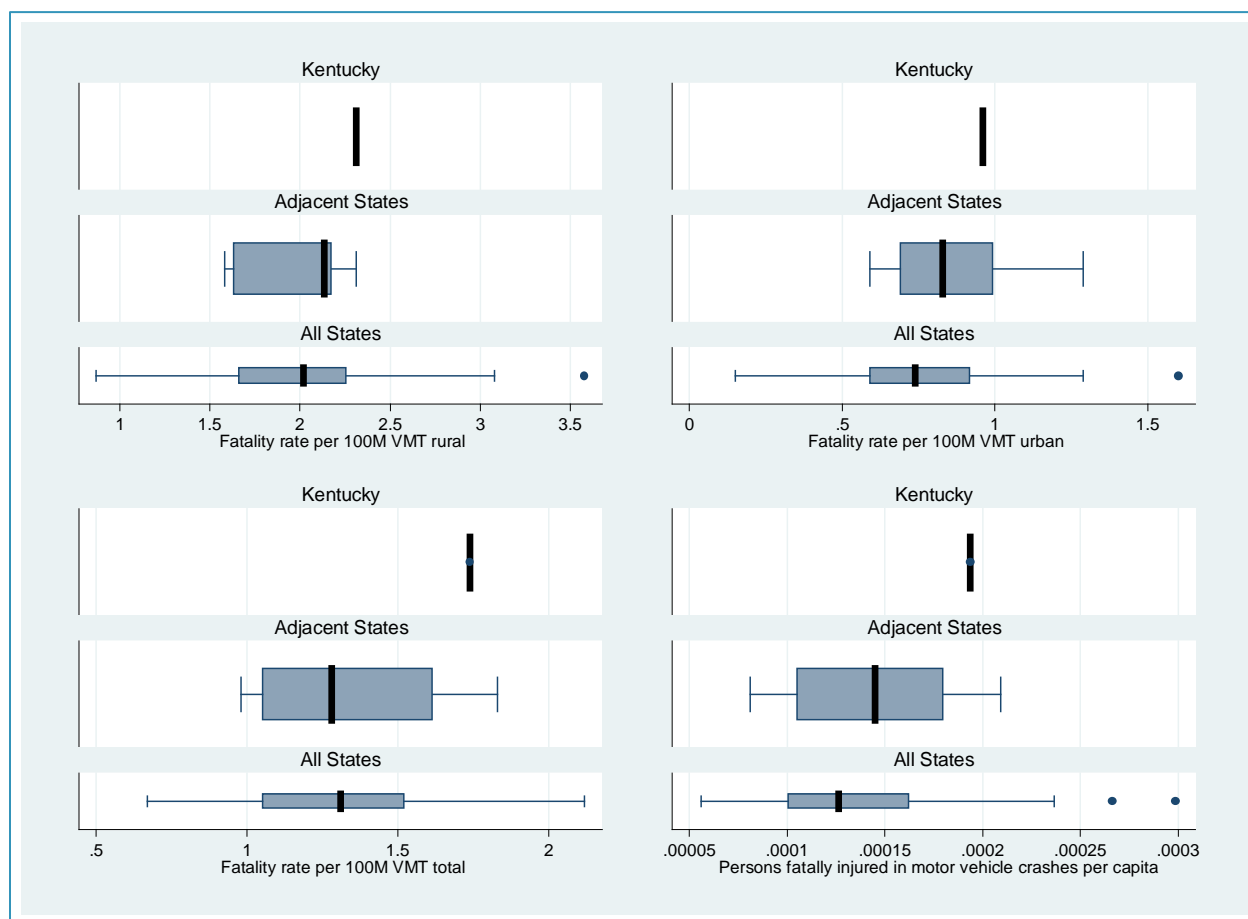 Kentucky
Adjacent States
All States
1 1.5 2 2.5 3 3.5
Fatality rate per 100M VMT rural
Kentucky
Adjacent States
All States
0 .5 1 1.5
Fatality rate per 100M VMT urban
Kentucky
Adjacent States
All States
.5 1 1.5 2
Fatality rate per 100M VMT total
Kentucky
Adjacent States
All States
.00005 .0001 .00015 .0002 .00025 .0003
Persons fatally injured in motor vehicle crashes per capita